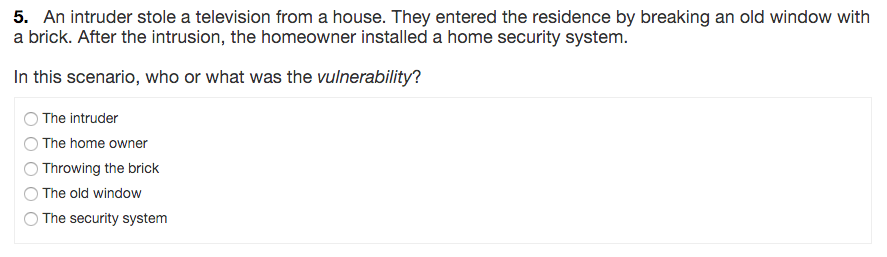 5. An intruder stole a television from a house. They entered the residence by breaking an old window with
a brick. After the intrusion, the homeowner installed a home security system.
In this scenario, who or what was the vulnerability?
The intruder
The home owner
Throwing the brick
The old window
The security system